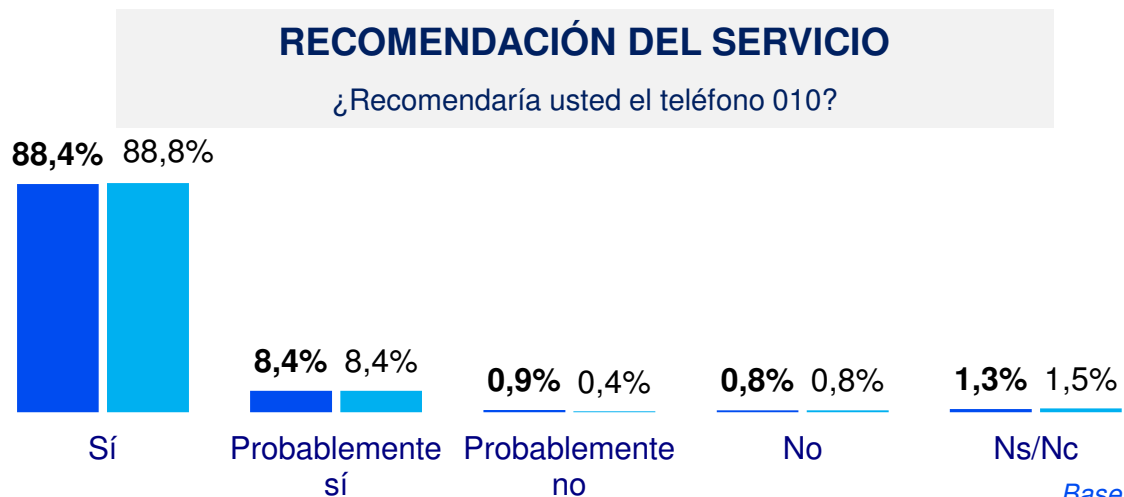 RECOMENDACIÓN DEL SERVICIO
¿Recomendaría usted el teléfono 010?
88,4% 88,8%
8,4% 8,4%
0,9% 0,4%
0,8% 0,8%
1,3% 1,5%
Sí
Probablemente
sí
Probablemente
no
No
Ns/Nc
Base